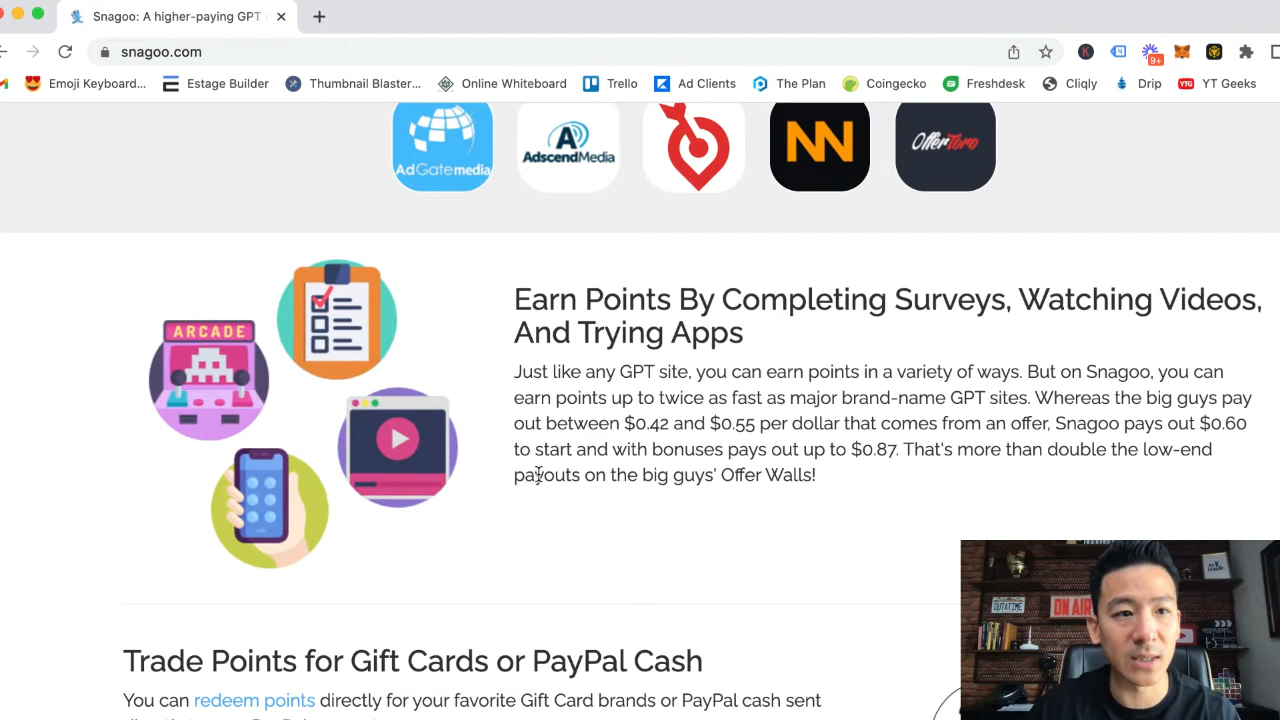 Snagoo: A higher-paying GPT
snagoo.com
9+
Emoji Keyboard...
Estage Builder
Thumbnail Blaster...
Online Whiteboard
Trello
Ad Clients
The Plan
Coingecko
Freshdesk
Cliqly
Drip
YTG
YT Geeks
AdGatemedia
AdscendMedia
NN
OfferToro
ARCADE
Earn Points By Completing Surveys, Watching Videos,
And Trying Apps
Just like any GPT site, you can earn points in a variety of ways. But on Snagoo, you can
earn points up to twice as fast as major brand-name GPT sites. Whereas the big guys pay
out between $0.42 and $0.55 per dollar that comes from an offer, Snagoo pays out $0.60
to start and with bonuses pays out up to $0.87. That's more than double the low-end
payouts on the big guys' Offer Walls!
OUTATIME
ON AIR
Trade Points for Gift Cards or PayPal Cash
You can redeem points directly for your favorite Gift Card brands or PayPal cash sent